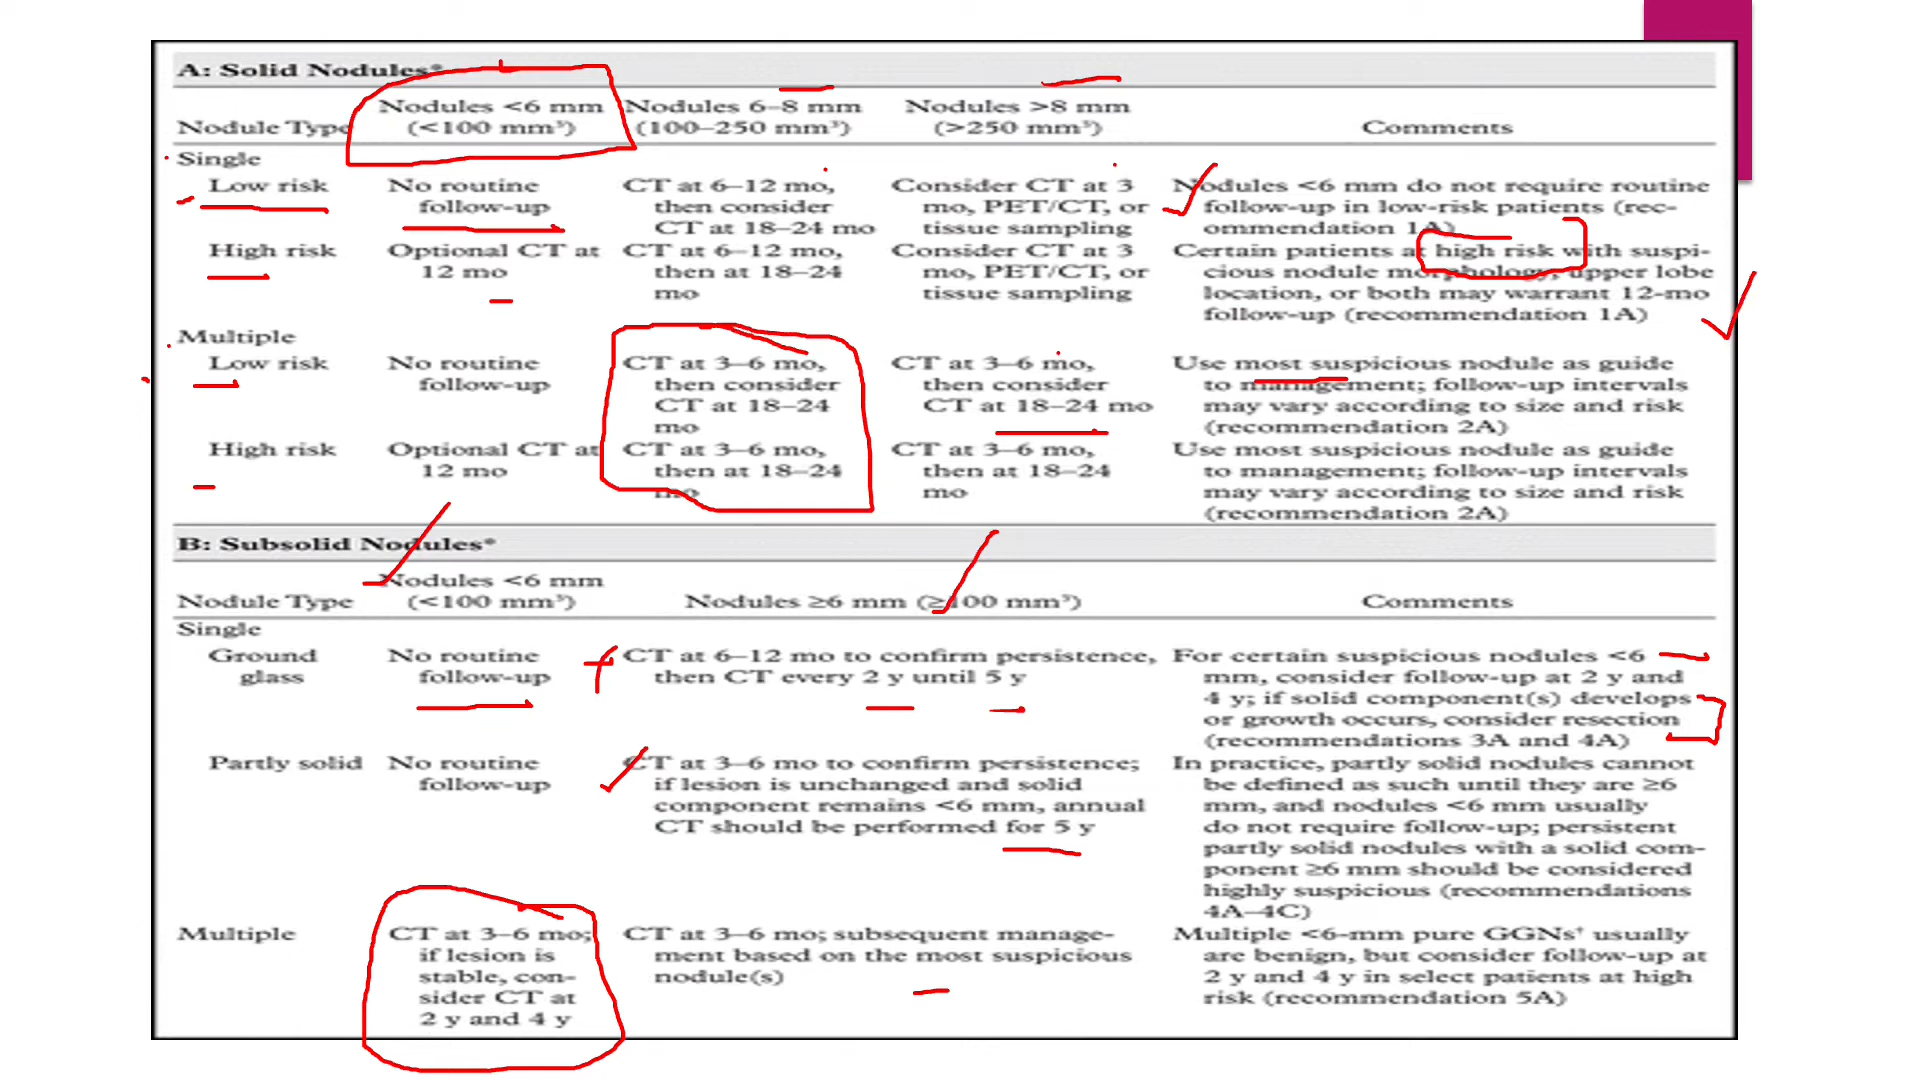 A: Solid Nodules*
Nodules <6 mm Nodules 6–8 mm Nodules >8 mm
Nodule Type (<100 mm³) (100–250 mm³) (>250 mm³) Comments
Single
Low risk No routine CT at 6–12 mo, Consider CT at 3 Nodules <6 mm do not require routine
follow-up then consider mo, PET/CT, or follow-up in low-risk patients (rec-
CT at 18–24 mo tissue sampling ommendation 1A)
High risk Optional CT at CT at 6–12 mo, Consider CT at 3 Certain patients at high risk with suspi-
12 mo then at 18–24 mo, PET/CT, or cious nodule morphology, upper lobe
mo tissue sampling location, or both may warrant 12-mo
follow-up (recommendation 1A)
Multiple
Low risk No routine CT at 3–6 mo, CT at 3–6 mo, Use most suspicious nodule as guide
follow-up then consider then consider to management; follow-up intervals
CT at 18–24 CT at 18–24 mo may vary according to size and risk
mo (recommendation 2A)
High risk Optional CT at CT at 3–6 mo, CT at 3–6 mo, Use most suspicious nodule as guide
12 mo then at 18–24 then at 18–24 to management; follow-up intervals
mo mo may vary according to size and risk
(recommendation 2A)
B: Subsolid Nodules*
Nodules <6 mm
Nodule Type (<100 mm³) Nodules ≥6 mm (≥100 mm³) Comments
Single
Ground No routine CT at 6–12 mo to confirm persistence, For certain suspicious nodules <6
glass follow-up then CT every 2 y until 5 y mm, consider follow-up at 2 y and
4 y; if solid component(s) develops
or growth occurs, consider resection
(recommendations 3A and 4A)
Partly solid No routine CT at 3–6 mo to confirm persistence; In practice, partly solid nodules cannot
follow-up if lesion is unchanged and solid be defined as such until they are ≥6
component remains <6 mm, annual mm, and nodules <6 mm usually
CT should be performed for 5 y do not require follow-up; persistent
partly solid nodules with a solid com-
ponent ≥6 mm should be considered
highly suspicious (recommendations
4A–4C)
Multiple CT at 3–6 mo; CT at 3–6 mo; subsequent manage- Multiple <6-mm pure GGNs† usually
if lesion is ment based on the most suspicious are benign, but consider follow-up at
stable, con- nodule(s) 2 y and 4 y in select patients at high
sider CT at risk (recommendation 5A)
2 y and 4 y